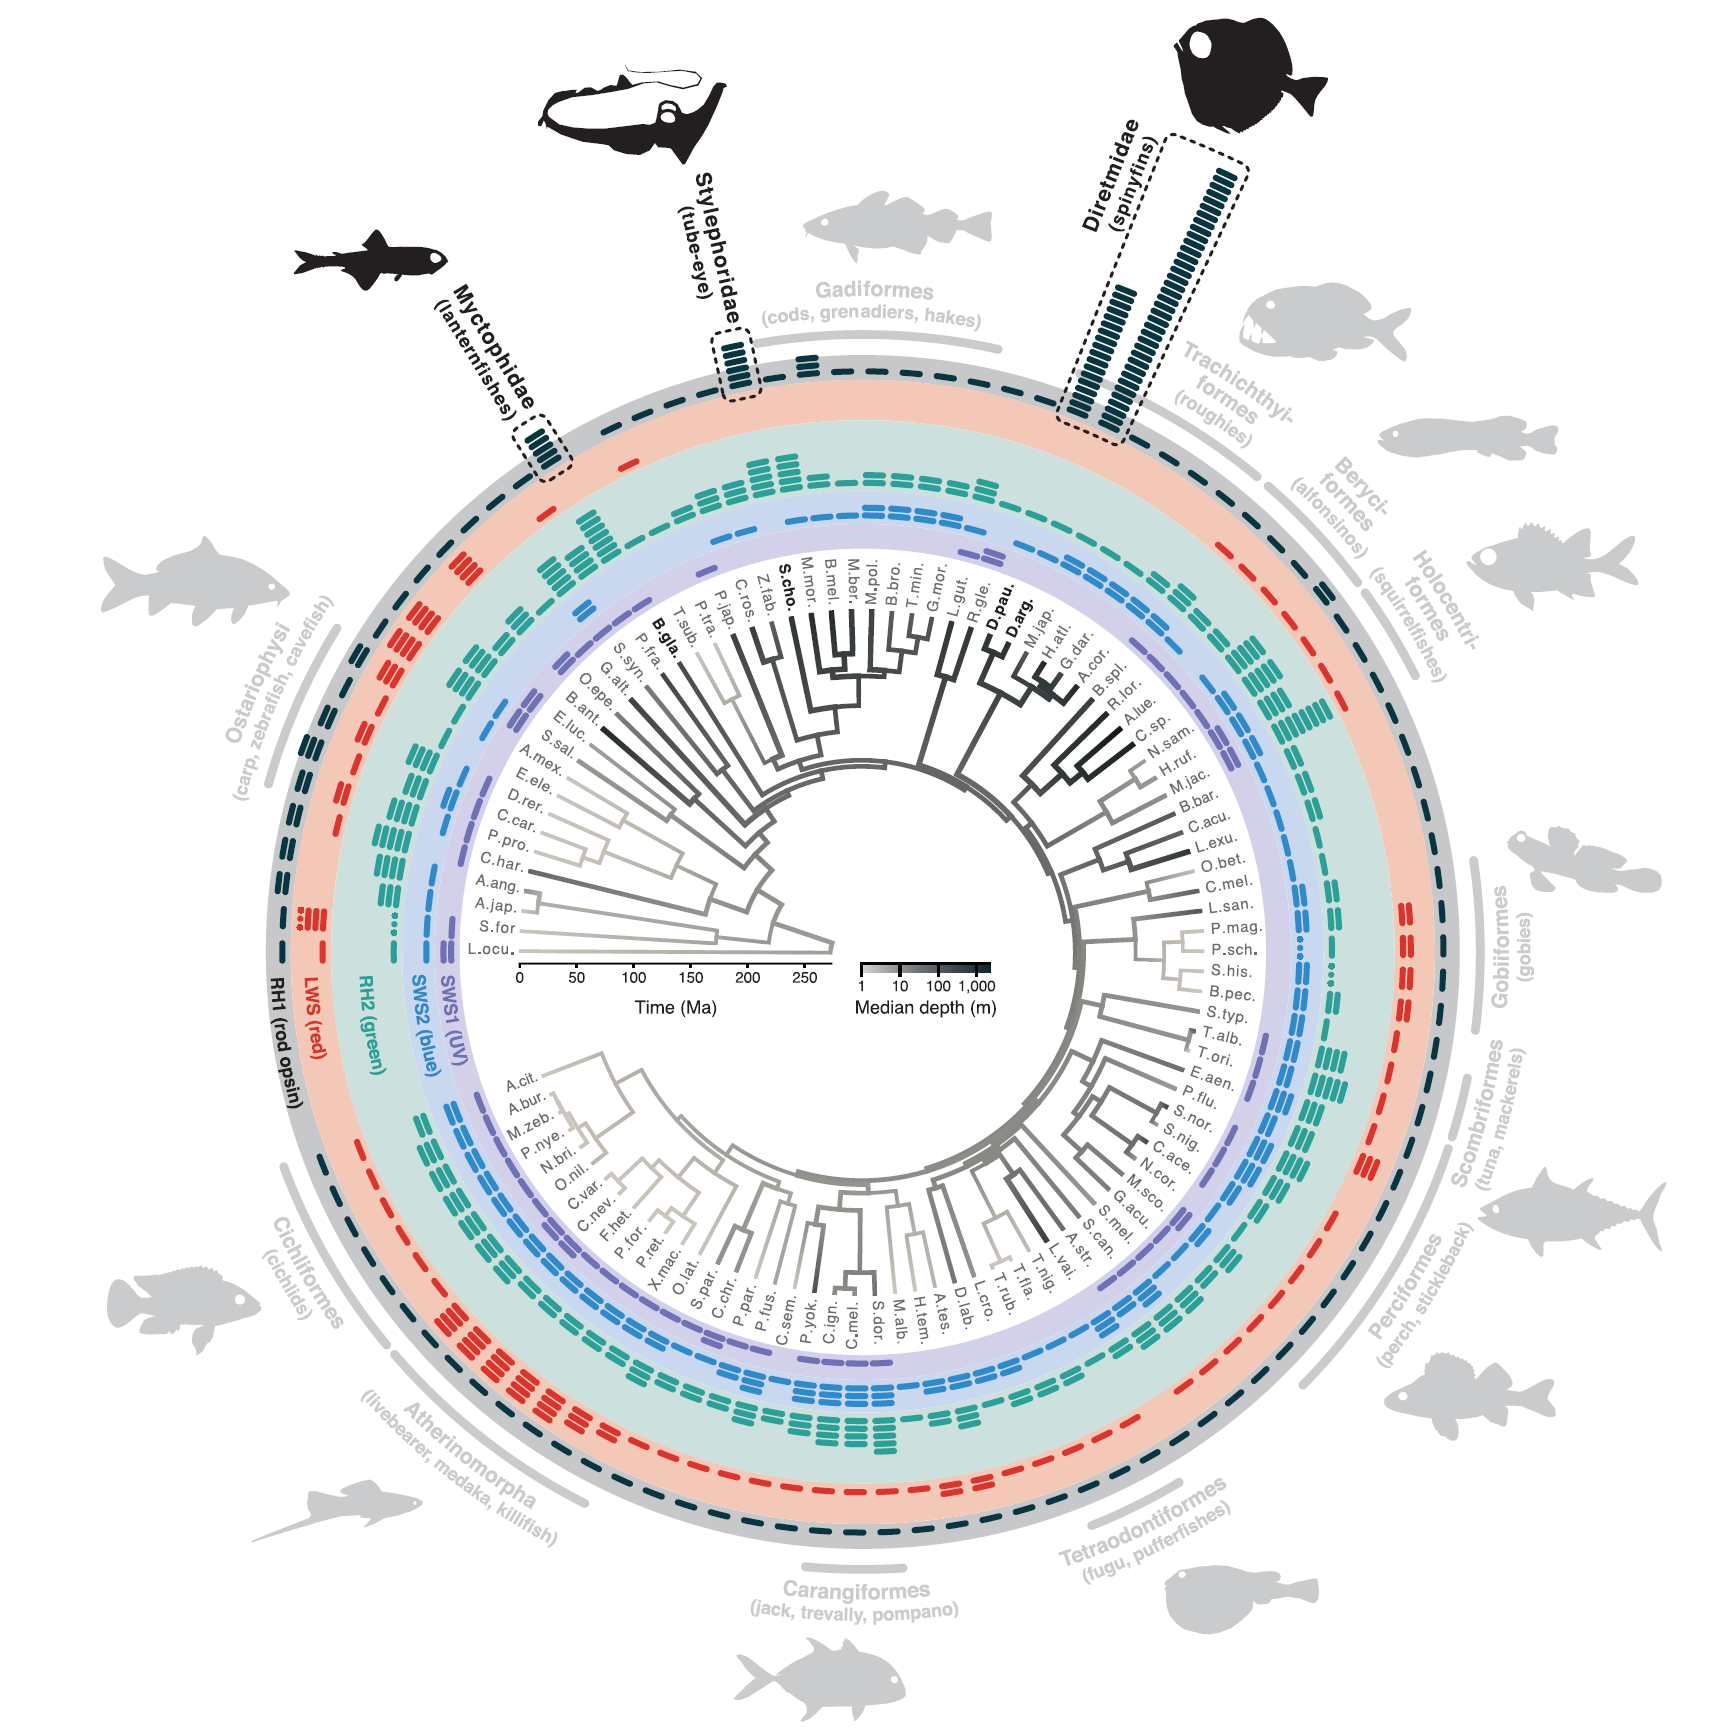 Diretmidae
(spinyfins)
Stylephoridae
(tube-eye)
Myctophidae
(lanternfishes)
Gadiformes
(cods, grenadiers, hakes)
Trachichthyi-
formes
(roughies)
Beryci-
formes
(alfonsinos)
Holocentri-
formes
(squirrelfishes)
Gobiiformes
(gobies)
Scombriformes
(tuna, mackerels)
Perciformes
(perch, stickleback)
Tetraodontiformes
(fugu, pufferfishes)
Carangiformes
(jack, trevally, pompano)
Atherinomorpha
(livebearer, medaka, killifish)
Cichliformes
(cichlids)
Ostariophysi
(carp, zebrafish, cavefish)
RH1 (rod opsin)
LWS (red)
RH2 (green)
SWS2 (blue)
SWS1 (UV)
L.ocu.
S.for
A.jap.
A.ang.
C.har.
P.pro.
C.car.
D.rer.
E.ele.
A.mex.
S.sal.
E.luc.
B.ant.
O.epe.
G.alt.
S.syn.
P.fra.
B.gla.
T.sub.
P.tra.
P.jap.
C.ros.
Z.fab.
S.cho.
M.mor.
B.mel.
M.ber.
M.pol.
B.bro.
T.min.
G.mor.
L.gut.
R.gle.
D.pau.
D.arg.
M.jap.
H.atl.
G.dar.
A.cor.
B.spl.
R.lor.
A.lue.
C.sp.
N.sam.
H.ruf.
M.jac.
B.bar.
C.acu.
L.exu.
O.bet.
C.mel.
L.san.
P.mag.
P.sch.
S.his.
B.pec.
S.typ.
T.alb.
T.ori.
E.aen.
P.flu.
S.nor.
S.nig.
C.ace.
N.cor.
M.sco.
G.acu.
S.mel.
S.can.
A.str.
L.vai.
T.nig.
T.fla.
T.rub.
L.cro.
D.lab.
A.tes.
H.tem.
M.alb.
S.dor.
C.mel.
C.ign.
P.yok.
C.sem.
P.fus.
P.par.
C.chr.
S.par.
O.lat.
X.mac.
P.ret.
P.for.
F.het.
C.nev.
C.var.
O.nil.
N.bri.
P.nye.
M.zeb.
A.bur.
A.cit.
0 50 100 150 200 250
Time (Ma)
1 10 100 1,000
Median depth (m)